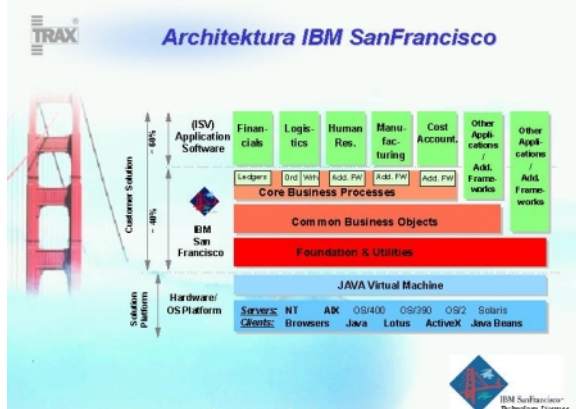 TRAX
Architektura IBM SanFrancisco
Customer Solution
~ 60%
~ 40%
Solution
Platform
(ISV)
Application
Software
IBM
San
Francisco
Hardware/
OS Platform
Finan-
cials
Logis-
tics
Human
Res.
Manu-
fac-
turing
Cost
Account.
Other
Appli-
cations
/
Add.
Frame-
works
Other
Appli-
cations
/
Add.
Frame-
works
Ledgers
Ord
Wrh
Add. FW
Add. FW
Add. FW
Core Business Processes
Common Business Objects
Foundation & Utilities
JAVA Virtual Machine
Servers: NT AIX OS/400 OS/390 OS/2 Solaris
Clients: Browsers Java Lotus ActiveX Java Beans
IBM SanFrancisco
Technology